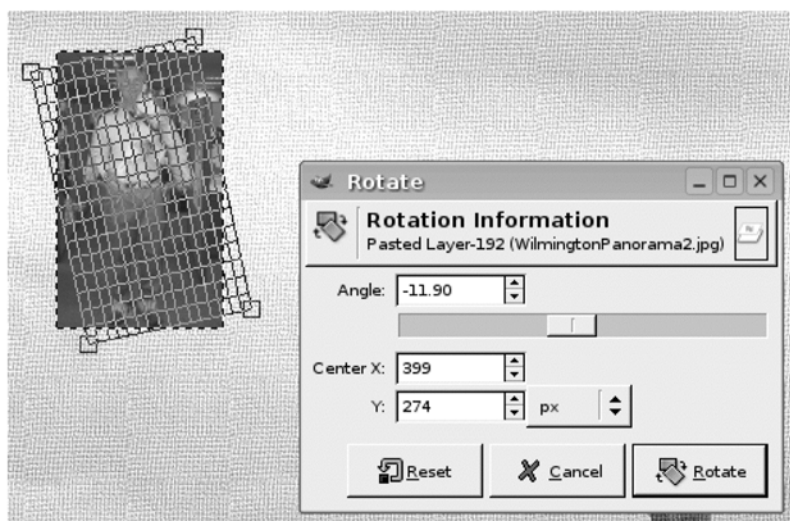 Rotate
Rotation Information
Pasted Layer-192 (WilmingtonPanorama2.jpg)
Angle: -11.90
Center X: 399
Y: 274 px
Reset Cancel Rotate